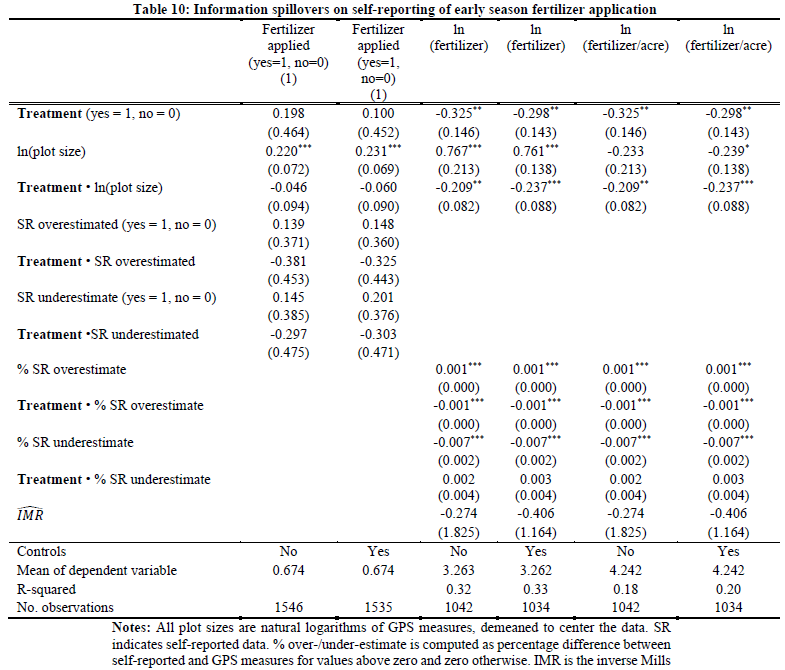 Table 10: Information spillovers on self-reporting of early season fertilizer application
Fertilizer applied (yes=1, no=0) (1) Fertilizer applied (yes=1, no=0) (1) ln (fertilizer) ln (fertilizer) ln (fertilizer/acre) ln (fertilizer/acre)
Treatment (yes = 1, no = 0) 0.198 0.100 -0.325** -0.298** -0.325** -0.298**
(0.464) (0.452) (0.146) (0.143) (0.146) (0.143)
ln(plot size) 0.220*** 0.231*** 0.767*** 0.761*** -0.233 -0.239*
(0.072) (0.069) (0.213) (0.138) (0.213) (0.138)
Treatment • ln(plot size) -0.046 -0.060 -0.209** -0.237*** -0.209** -0.237***
(0.094) (0.090) (0.082) (0.088) (0.082) (0.088)
SR overestimated (yes = 1, no = 0) 0.139 0.148
(0.371) (0.360)
Treatment • SR overestimated -0.381 -0.325
(0.453) (0.443)
SR underestimate (yes = 1, no = 0) 0.145 0.201
(0.385) (0.376)
Treatment •SR underestimated -0.297 -0.303
(0.475) (0.471)
% SR overestimate 0.001*** 0.001*** 0.001*** 0.001***
(0.000) (0.000) (0.000) (0.000)
Treatment • % SR overestimate -0.001*** -0.001*** -0.001*** -0.001***
(0.000) (0.000) (0.000) (0.000)
% SR underestimate -0.007*** -0.007*** -0.007*** -0.007***
(0.002) (0.002) (0.002) (0.002)
Treatment • % SR underestimate 0.002 0.003 0.002 0.003
(0.004) (0.004) (0.004) (0.004)
IMR̂ -0.274 -0.406 -0.274 -0.406
(1.825) (1.164) (1.825) (1.164)
Controls No Yes No Yes No Yes
Mean of dependent variable 0.674 0.674 3.263 3.262 4.242 4.242
R-squared 0.32 0.33 0.18 0.20
No. observations 1546 1535 1042 1034 1042 1034
Notes: All plot sizes are natural logarithms of GPS measures, demeaned to center the data. SR
indicates self-reported data. % over-/under-estimate is computed as percentage difference between
self-reported and GPS measures for values above zero and zero otherwise. IMR is the inverse Mills